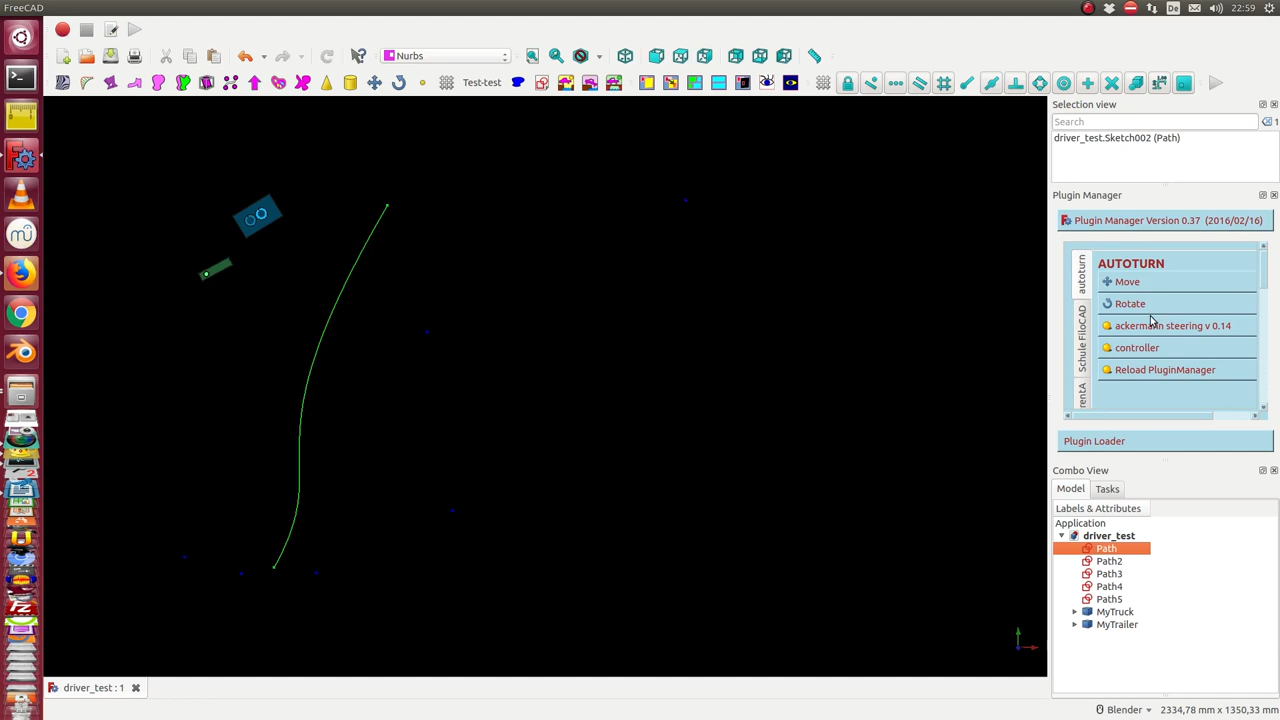 FreeCAD
De
22:59
Nurbs
Test-test
Selection view
Search
1
driver_test.Sketch002 (Path)
Plugin Manager
Plugin Manager Version 0.37 (2016/02/16)
autoturn
AUTOTURN
Move
Rotate
ackermann steering v 0.14
controller
Reload PluginManager
Schule FiloCAD
rentA
Plugin Loader
Combo View
Model
Tasks
Labels & Attributes
Application
driver_test
Path
Path2
Path3
Path4
Path5
MyTruck
MyTrailer
driver_test : 1
Blender
2334,78 mm x 1350,33 mm